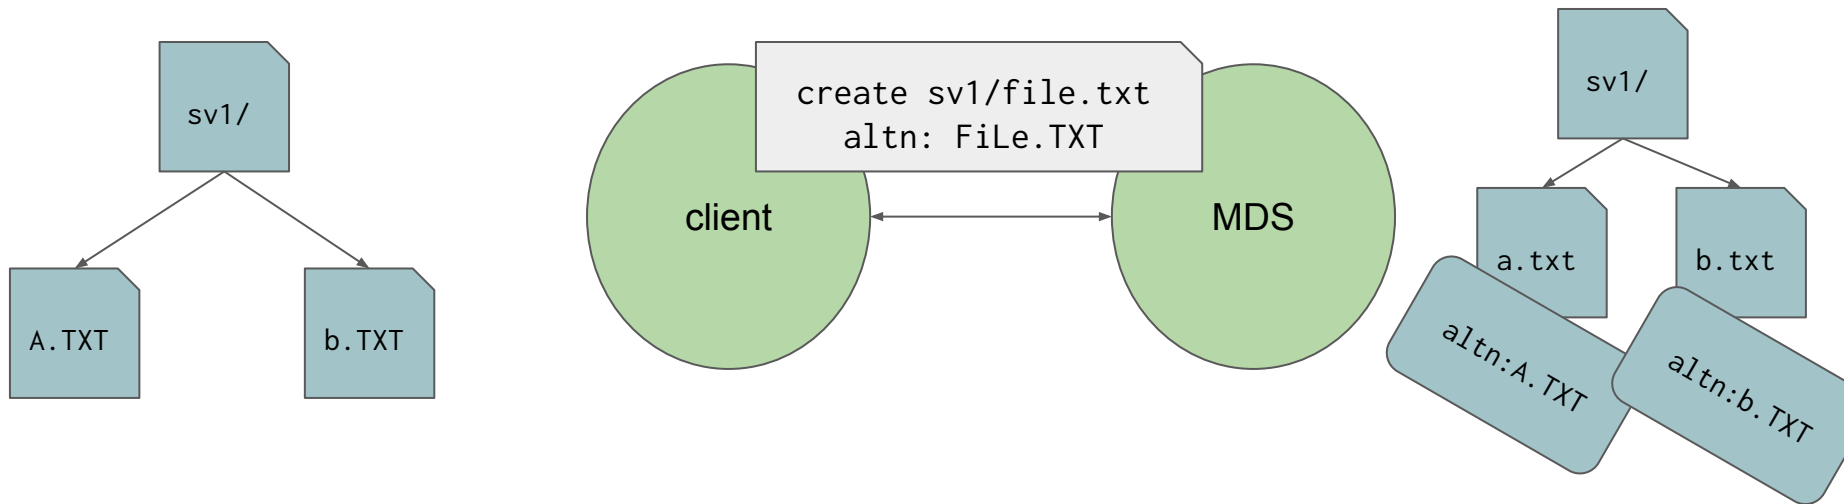 sv1/
A.TXT
b.TXT
create sv1/file.txt
altn: FiLe.TXT
client
MDS
sv1/
a.txt
b.txt
altn:A.TXT
altn:b.TXT